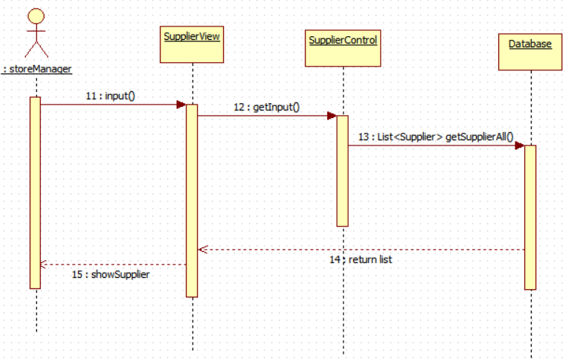 SupplierView
SupplierControl
Database
: storeManager
11 : input()
12 : getInput()
13 : List<Supplier> getSupplierAll()
14 : return list
15 : showSupplier